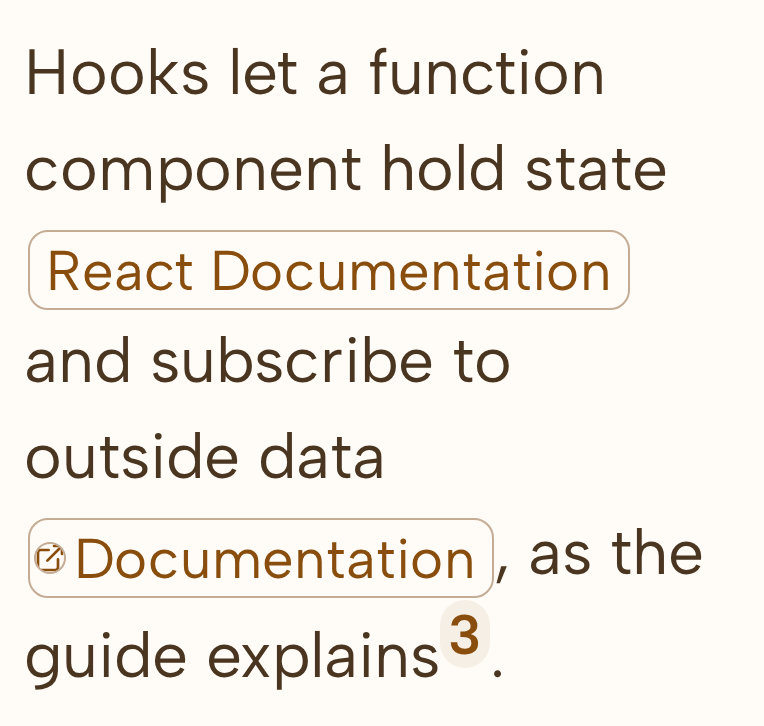 Hooks let a function
component hold state
React Documentation
and subscribe to
outside data
Documentation, as the
guide explains3.